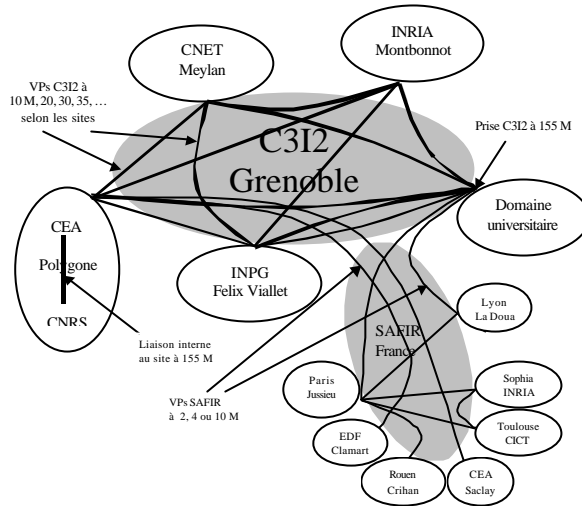 CNET
Meylan
INRIA
Montbonnot
VPs C3I2 à
10 M, 20, 30, 35, …
selon les sites
C3I2
Grenoble
Prise C3I2 à 155 M
Domaine
universitaire
CEA
Polygone
CNRS
INPG
Felix Viallet
Liaison interne
au site à 155 M
SAFIR
France
Lyon
La Doua
VPs SAFIR
à 2, 4 ou 10 M
Paris
Jussieu
Sophia
INRIA
Toulouse
CICT
EDF
Clamart
Rouen
Crihan
CEA
Saclay